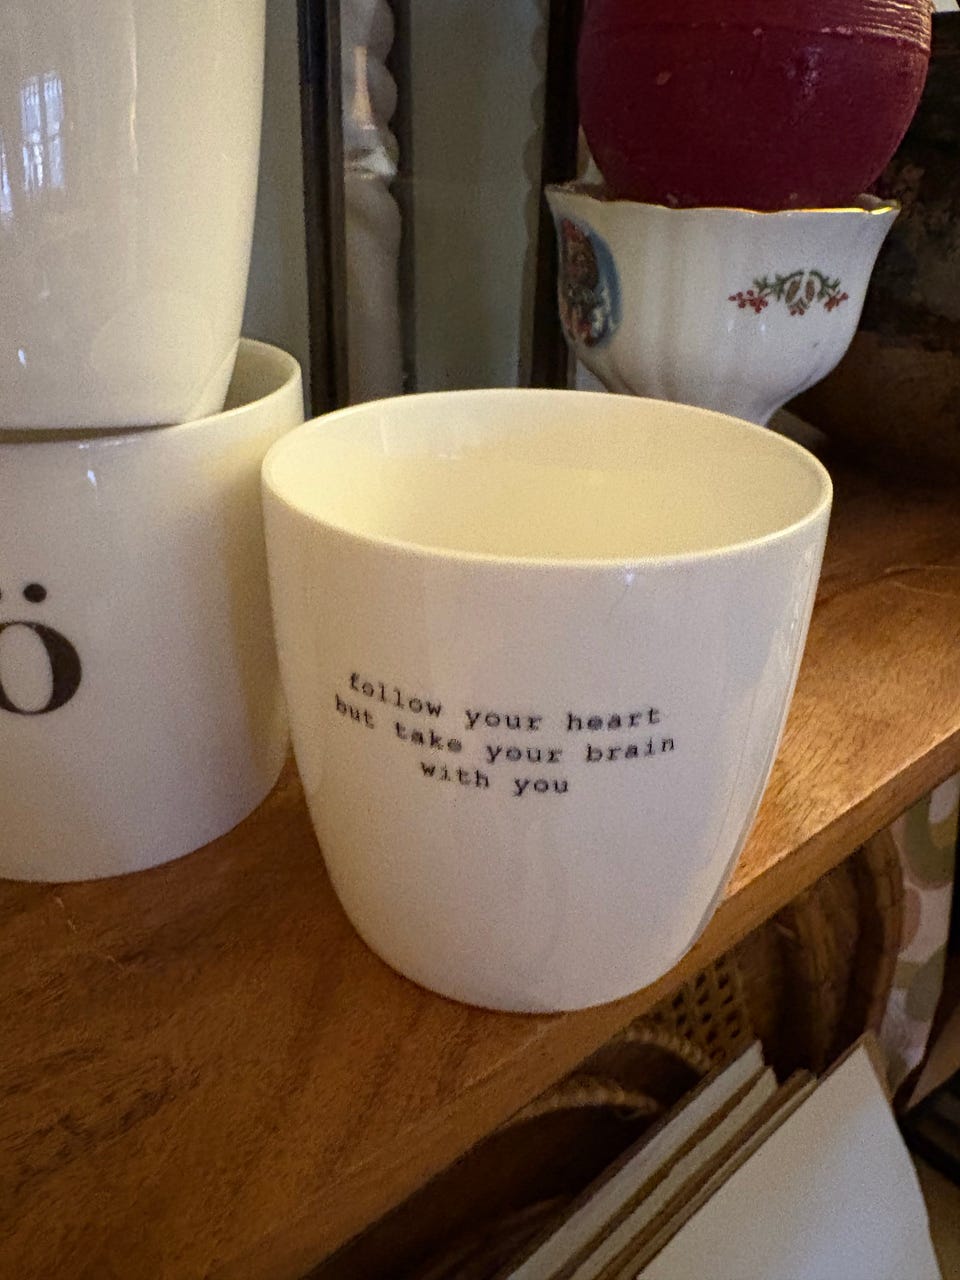 ö
follow your heart
but take your brain
with you